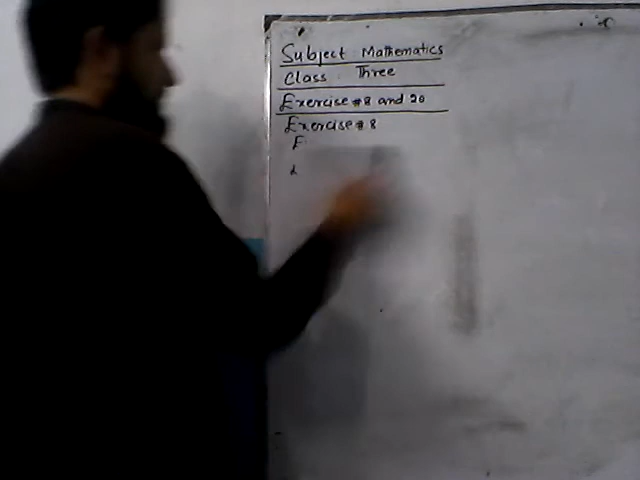 Subject Mathematics
Class Three
Exercise # 8 and 20
Exercise # 8